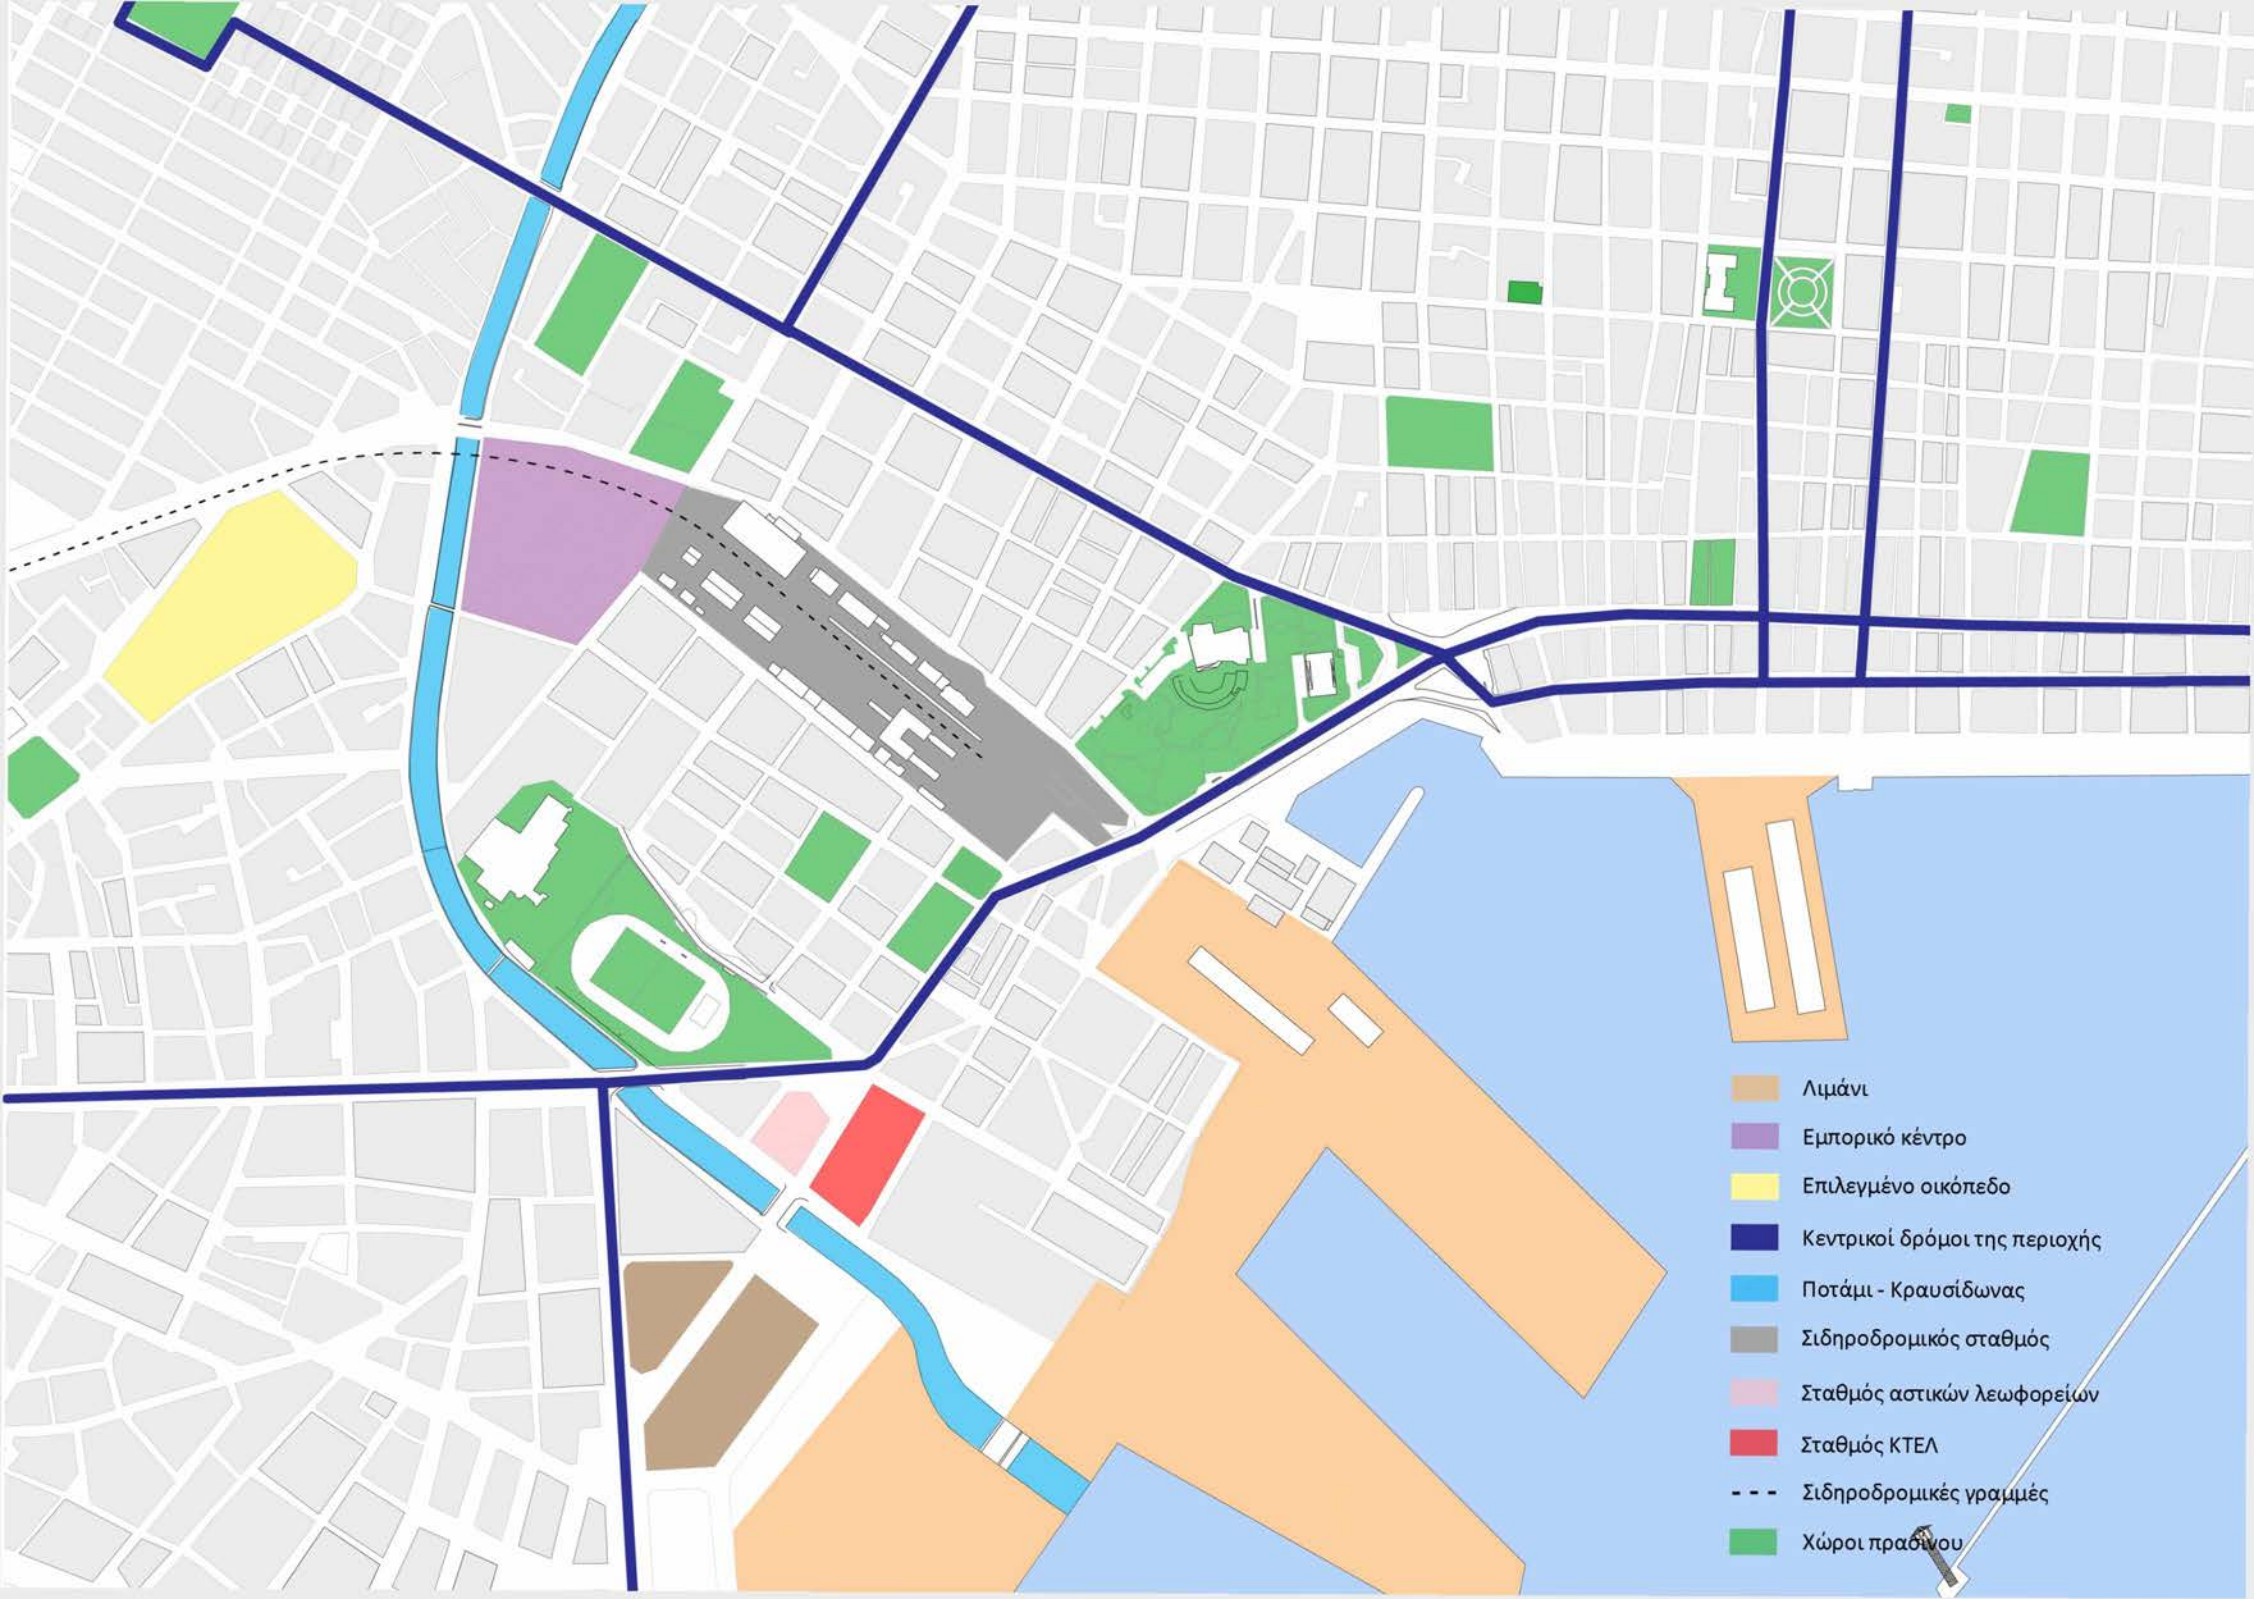 Λιμάνι
Εμπορικό κέντρο
Επιλεγμένο οικόπεδο
Κεντρικοί δρόμοι της περιοχής
Ποτάμι - Κραυσίδωνας
Σιδηροδρομικός σταθμός
Σταθμός αστικών λεωφορείων
Σταθμός ΚΤΕΛ
Σιδηροδρομικές γραμμές
Χώροι πρασίνου